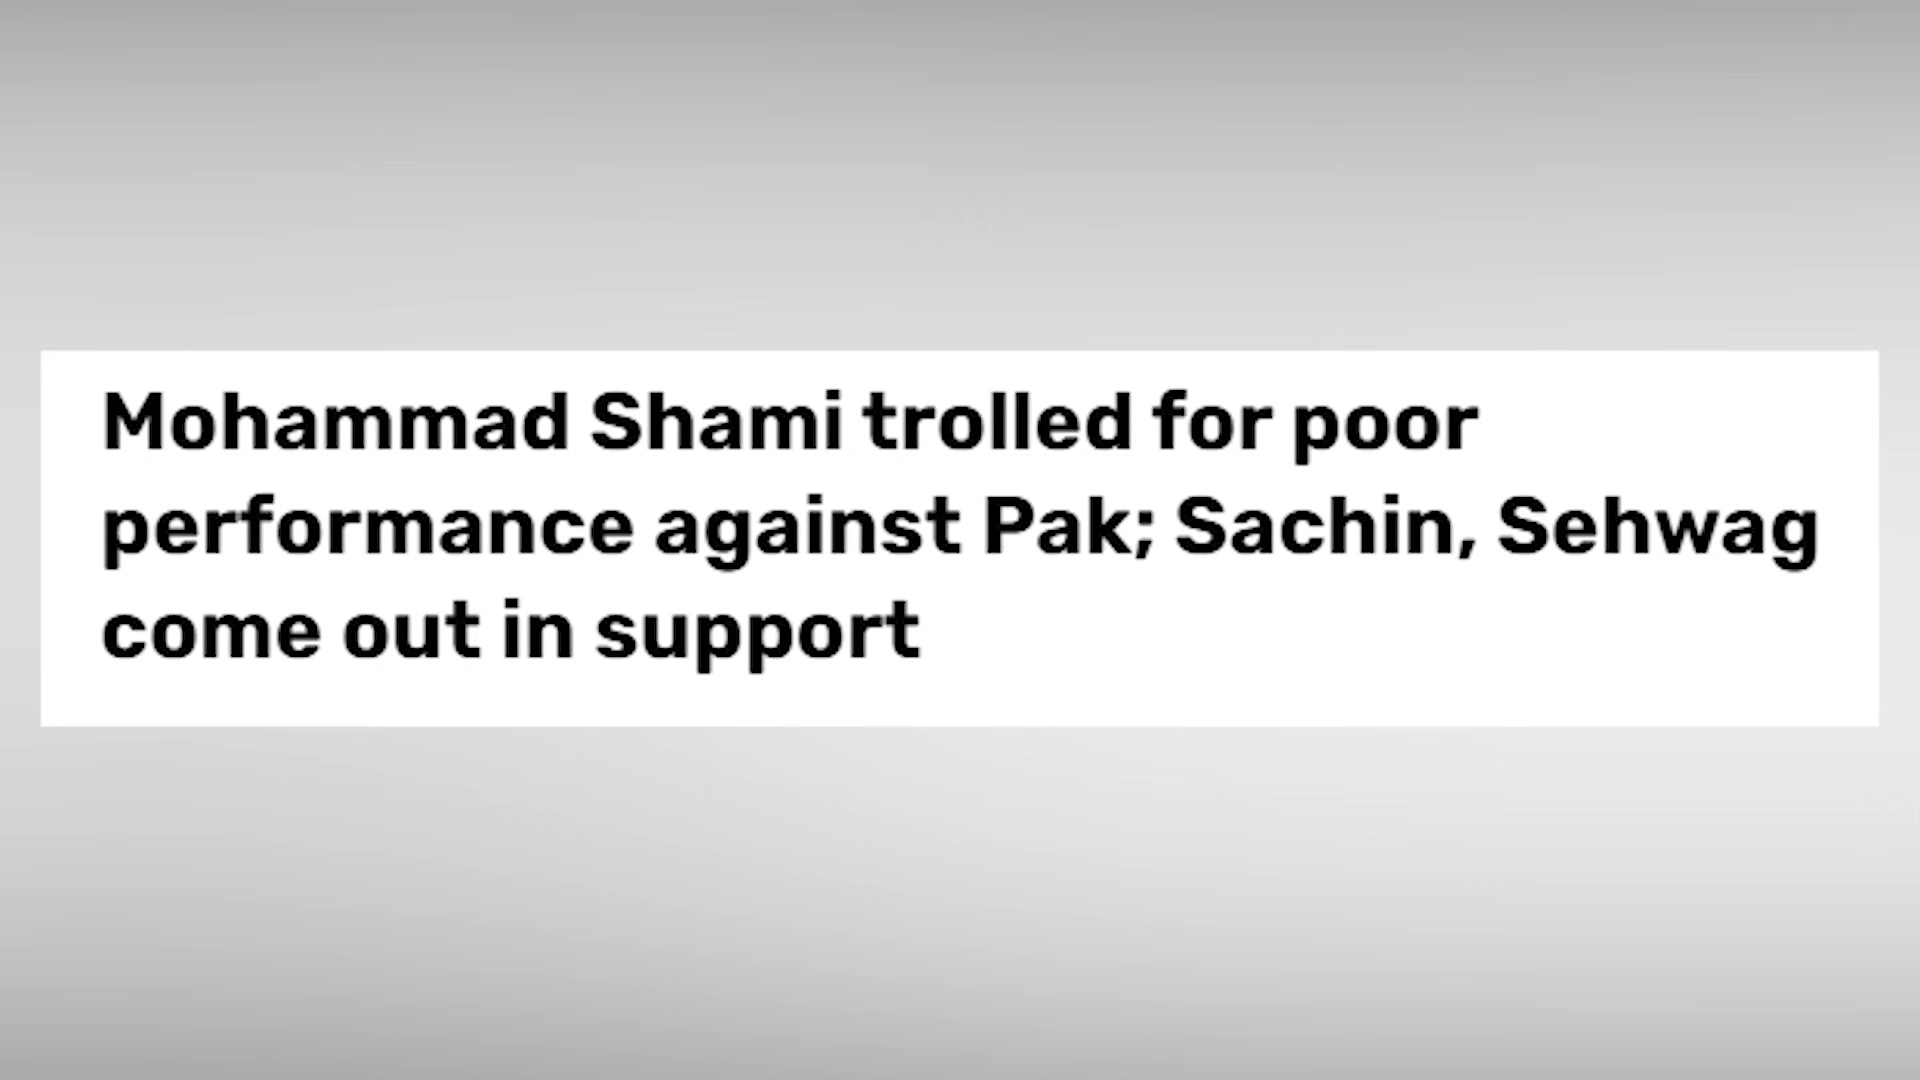 Mohammad Shami trolled for poor
performance against Pak; Sachin, Sehwag
come out in support